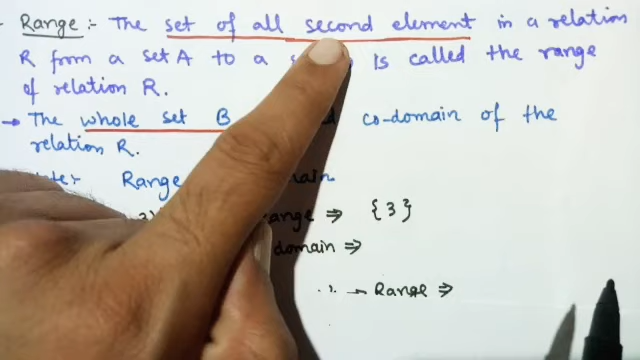 Range :- The set of all second element in a relation
R from a set A to a is called the range
of relation R.
→ The whole set B co-domain of the
relation R.
Range
⇒ {3}
domain ⇒
Range ⇒